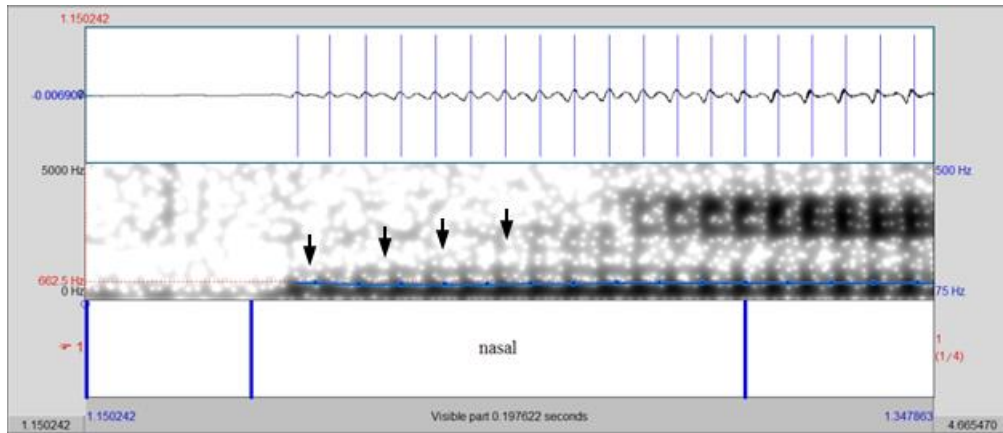 1.150242
-0.006909
5000 Hz
500 Hz
662.5 Hz
0 Hz
75 Hz
nasal
1
1
(1/4)
1.150242
Visible part 0.197622 seconds
1.347863
1.150242
4.665470